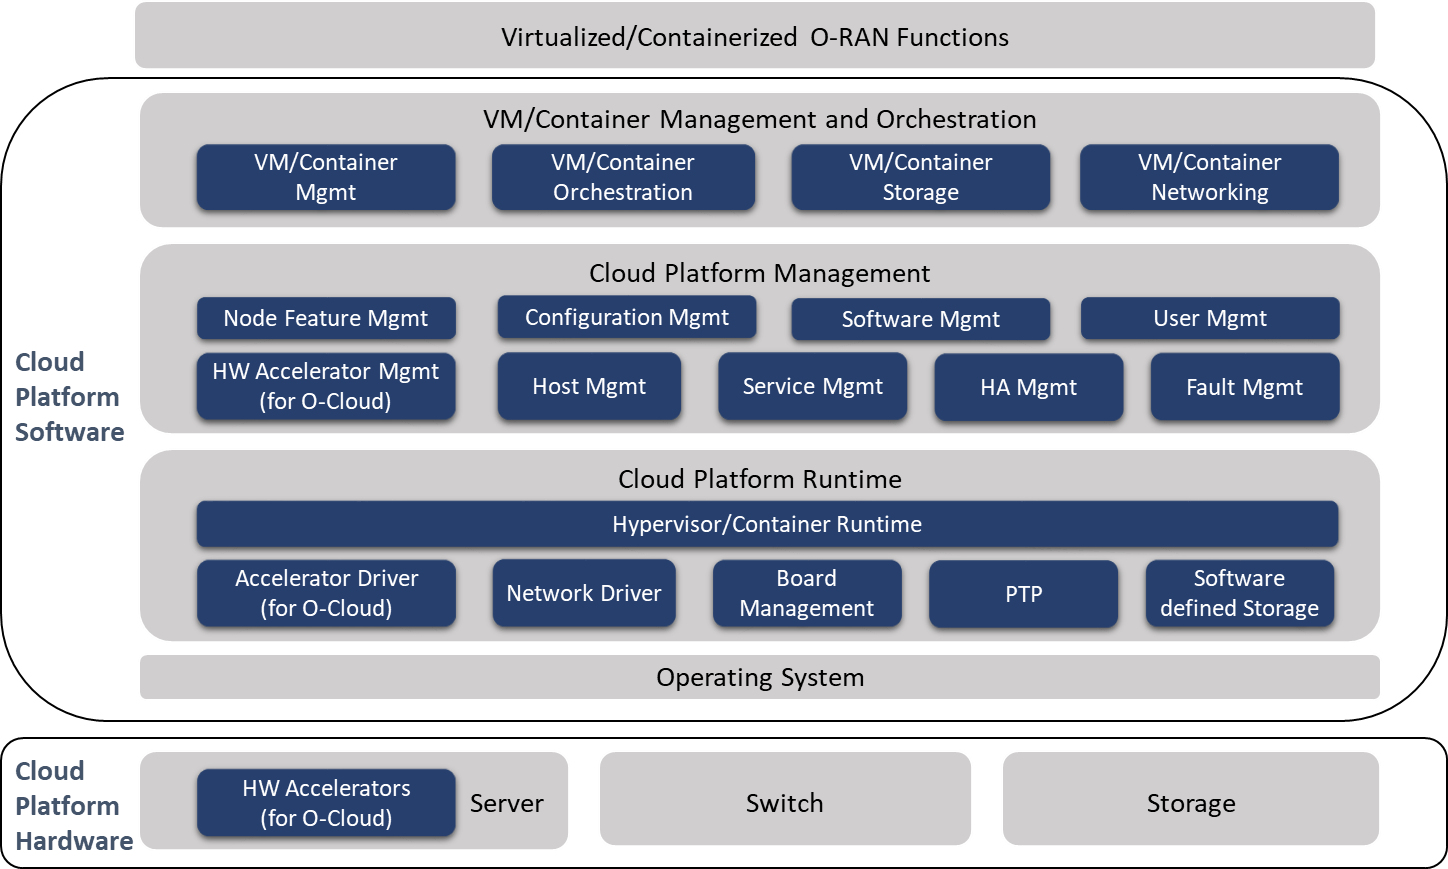 Virtualized/Containerized O-RAN Functions
VM/Container Management and Orchestration
VM/Container
Mgmt
VM/Container
Orchestration
VM/Container
Storage
VM/Container
Networking
Cloud
Platform
Software
Cloud Platform Management
Node Feature Mgmt
Configuration Mgmt
Software Mgmt
User Mgmt
HW Accelerator Mgmt
(for O-Cloud)
Host Mgmt
Service Mgmt
HA Mgmt
Fault Mgmt
Cloud Platform Runtime
Hypervisor/Container Runtime
Accelerator Driver
(for O-Cloud)
Network Driver
Board
Management
PTP
Software
defined Storage
Operating System
Cloud
Platform
Hardware
HW Accelerators
(for O-Cloud)
Server
Switch
Storage